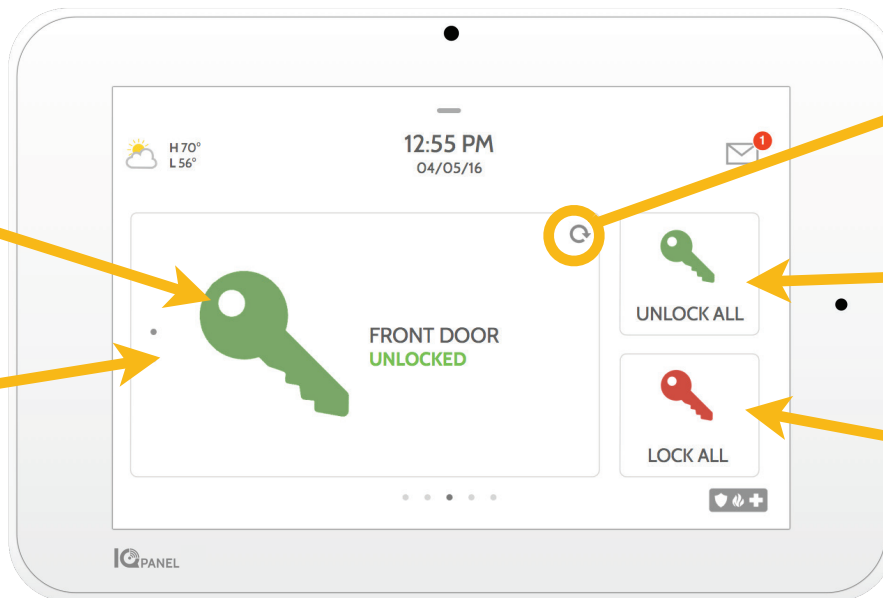 H 70°
L 56°
12:55 PM
04/05/16
1
FRONT DOOR
UNLOCKED
UNLOCK ALL
LOCK ALL
IQ PANEL